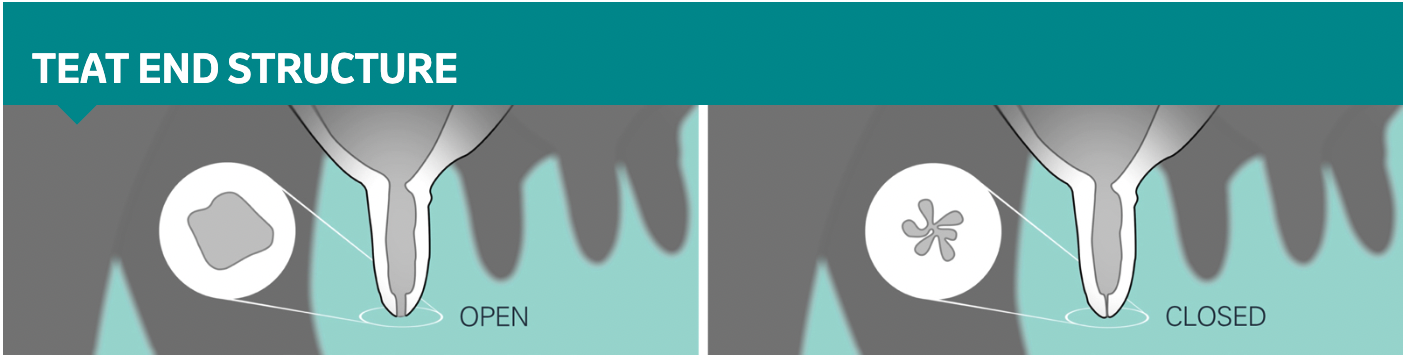 TEAT END STRUCTURE
OPEN
CLOSED